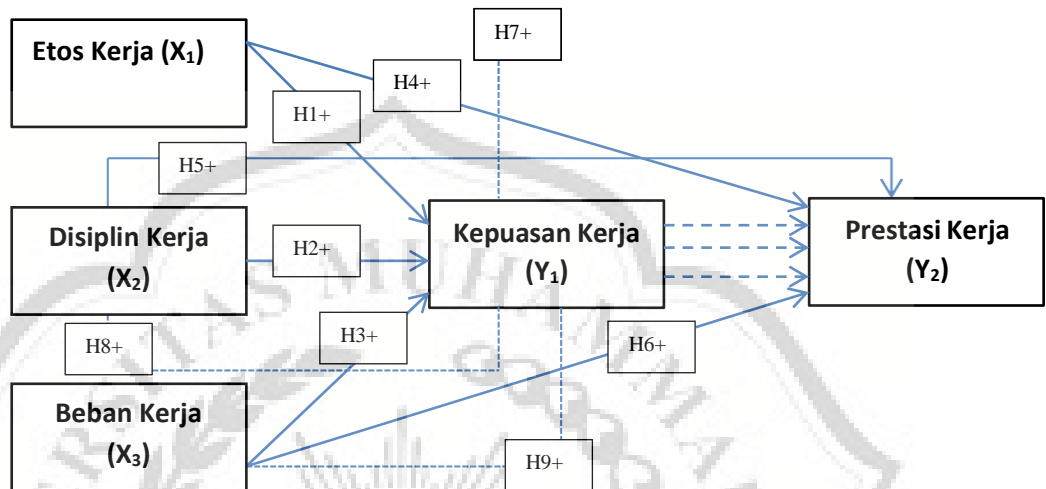 H7+
Etos Kerja (X1)
H4+
H1+
H5+
Disiplin Kerja
(X2)
H2+
Kepuasan Kerja
(Y1)
Prestasi Kerja
(Y2)
H8+
H3+
H6+
Beban Kerja
(X3)
H9+